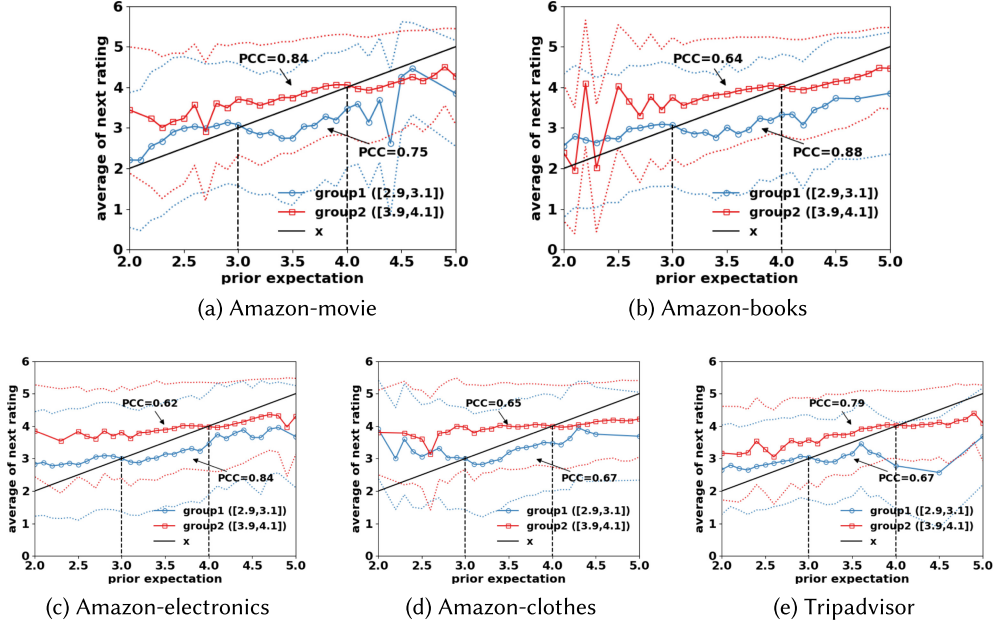 6
5
4
3
2
1
0
average of next rating
PCC=0.84
PCC=0.75
group1 ([2.9,3.1])
group2 ([3.9,4.1])
x
2.0 2.5 3.0 3.5 4.0 4.5 5.0
prior expectation
(a) Amazon-movie
6
5
4
3
2
1
0
average of next rating
PCC=0.64
PCC=0.88
group1 ([2.9,3.1])
group2 ([3.9,4.1])
x
2.0 2.5 3.0 3.5 4.0 4.5 5.0
prior expectation
(b) Amazon-books
6
5
4
3
2
1
0
average of next rating
PCC=0.62
PCC=0.84
group1 ([2.9,3.1])
group2 ([3.9,4.1])
x
2.0 2.5 3.0 3.5 4.0 4.5 5.0
prior expectation
(c) Amazon-electronics
6
5
4
3
2
1
0
average of next rating
PCC=0.65
PCC=0.67
group1 ([2.9,3.1])
group2 ([3.9,4.1])
x
2.0 2.5 3.0 3.5 4.0 4.5 5.0
prior expectation
(d) Amazon-clothes
6
5
4
3
2
1
0
average of next rating
PCC=0.79
PCC=0.67
group1 ([2.9,3.1])
group2 ([3.9,4.1])
x
2.0 2.5 3.0 3.5 4.0 4.5 5.0
prior expectation
(e) Tripadvisor